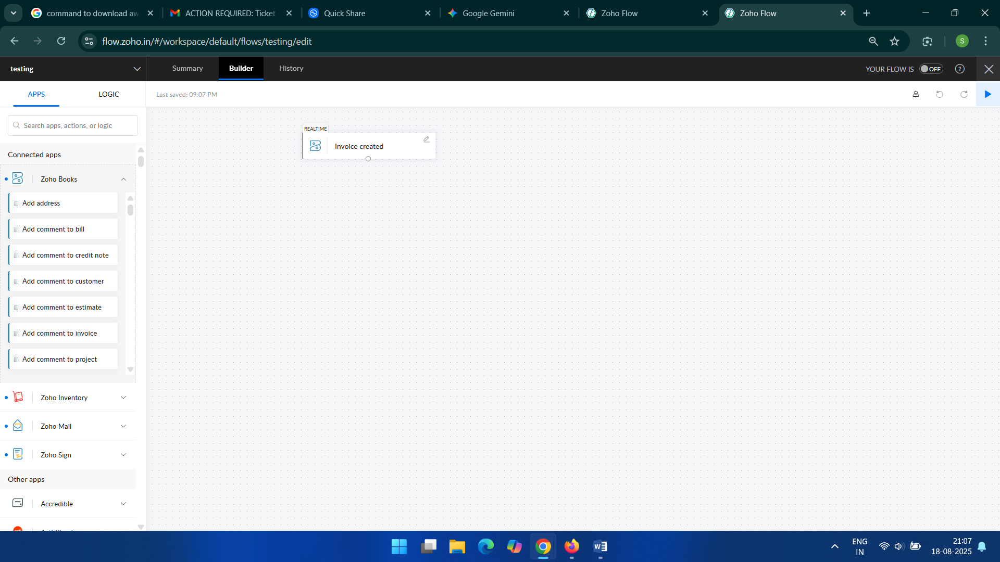 command to download aw
ACTION REQUIRED: Ticket
Quick Share
Google Gemini
Zoho Flow
Zoho Flow
flow.zoho.in/#/workspace/default/flows/testing/edit
S
testing
Summary
Builder
History
YOUR FLOW IS
OFF
?
APPS
LOGIC
Last saved: 09:07 PM
Search apps, actions, or logic
REALTIME
Invoice created
Connected apps
Zoho Books
Add address
Add comment to bill
Add comment to credit note
Add comment to customer
Add comment to estimate
Add comment to invoice
Add comment to project
Zoho Inventory
Zoho Mail
Zoho Sign
Other apps
Accredible
ENG
IN
21:07
18-08-2025